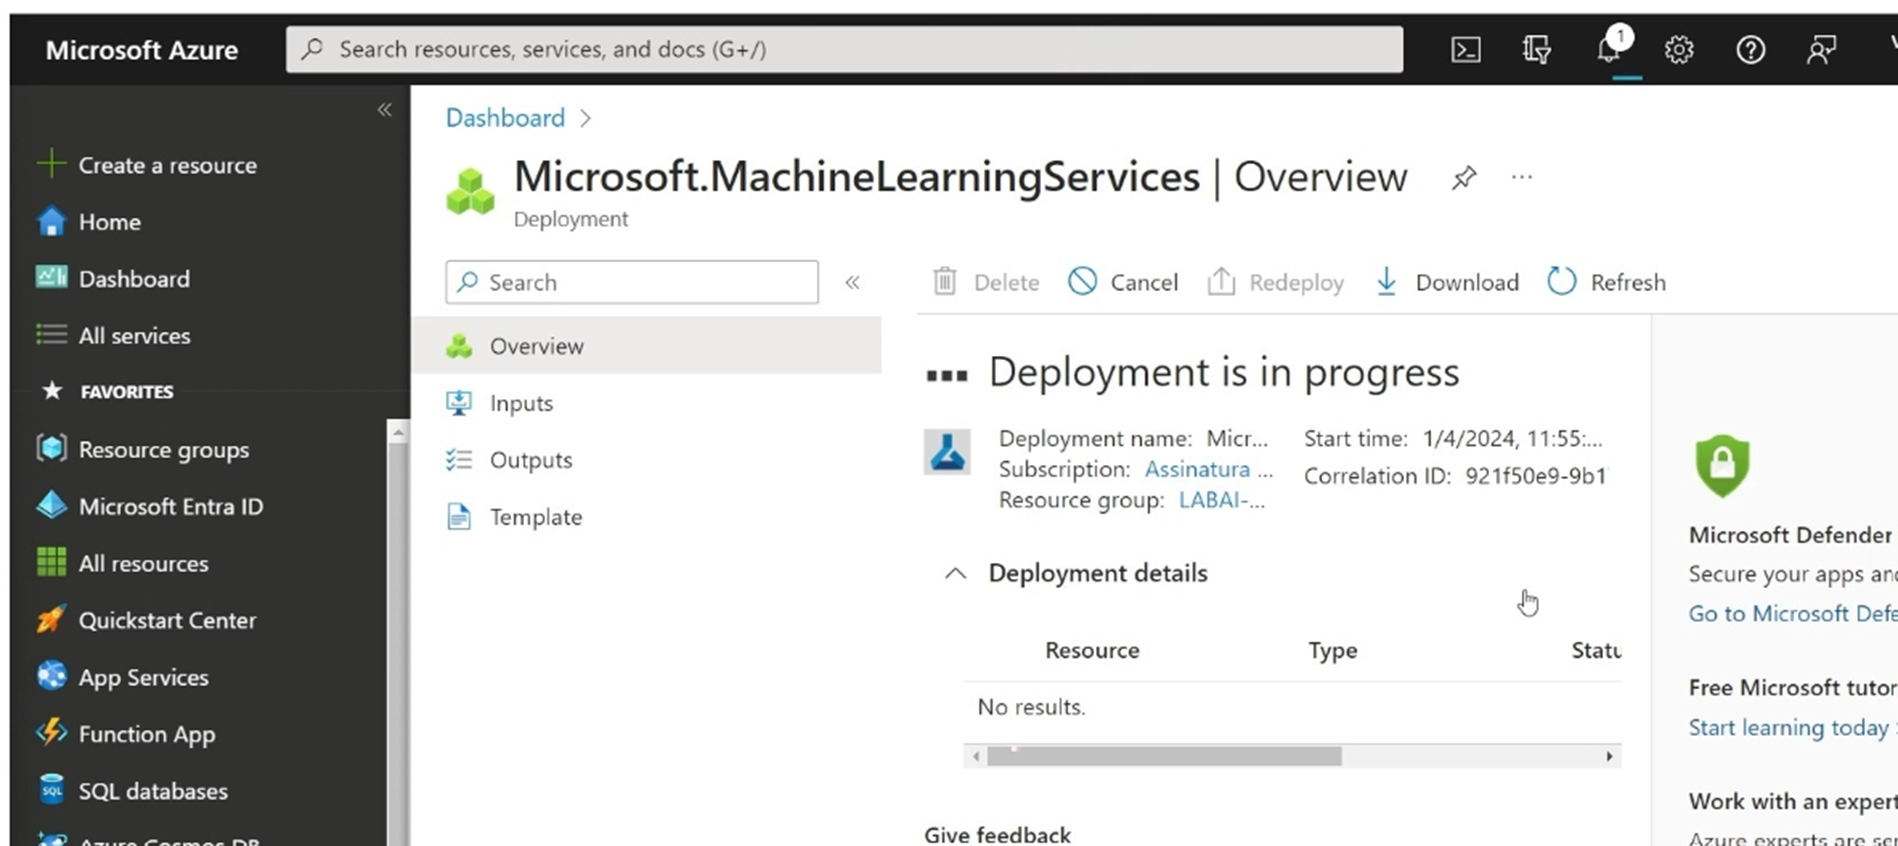 Microsoft Azure
Search resources, services, and docs (G+/)
1
Create a resource
Home
Dashboard
All services
FAVORITES
Resource groups
Microsoft Entra ID
All resources
Quickstart Center
App Services
Function App
SQL databases
Azure Cosmos DB
Dashboard >
Microsoft.MachineLearningServices | Overview
Deployment
Search
Overview
Inputs
Outputs
Template
Delete Cancel Redeploy Download Refresh
Deployment is in progress
Deployment name: Micr...
Subscription: Assinatura ...
Resource group: LABAI-...
Start time: 1/4/2024, 11:55:...
Correlation ID: 921f50e9-9b1
Deployment details
Resource Type Statu
No results.
Give feedback
Microsoft Defender
Secure your apps and
Go to Microsoft Defe
Free Microsoft tutor
Start learning today >
Work with an expert
Azure experts are ser